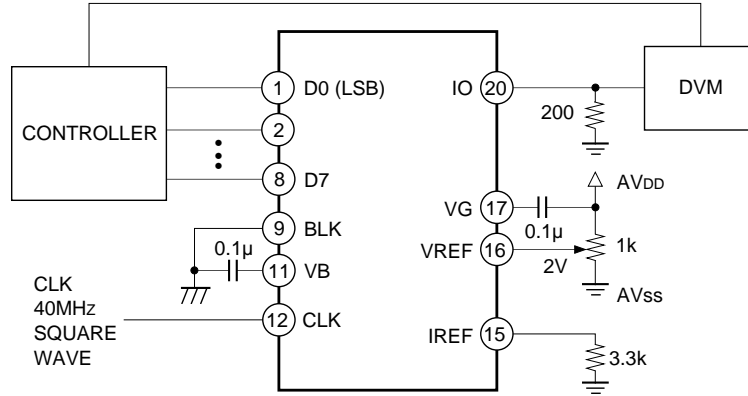 CONTROLLER
1 D0 (LSB)
2
8 D7
9 BLK
0.1µ
11 VB
12 CLK
CLK
40MHz
SQUARE
WAVE
IO 20
200
DVM
AVDD
VG 17
0.1µ
1k
VREF 16
2V
AVss
IREF 15
3.3k